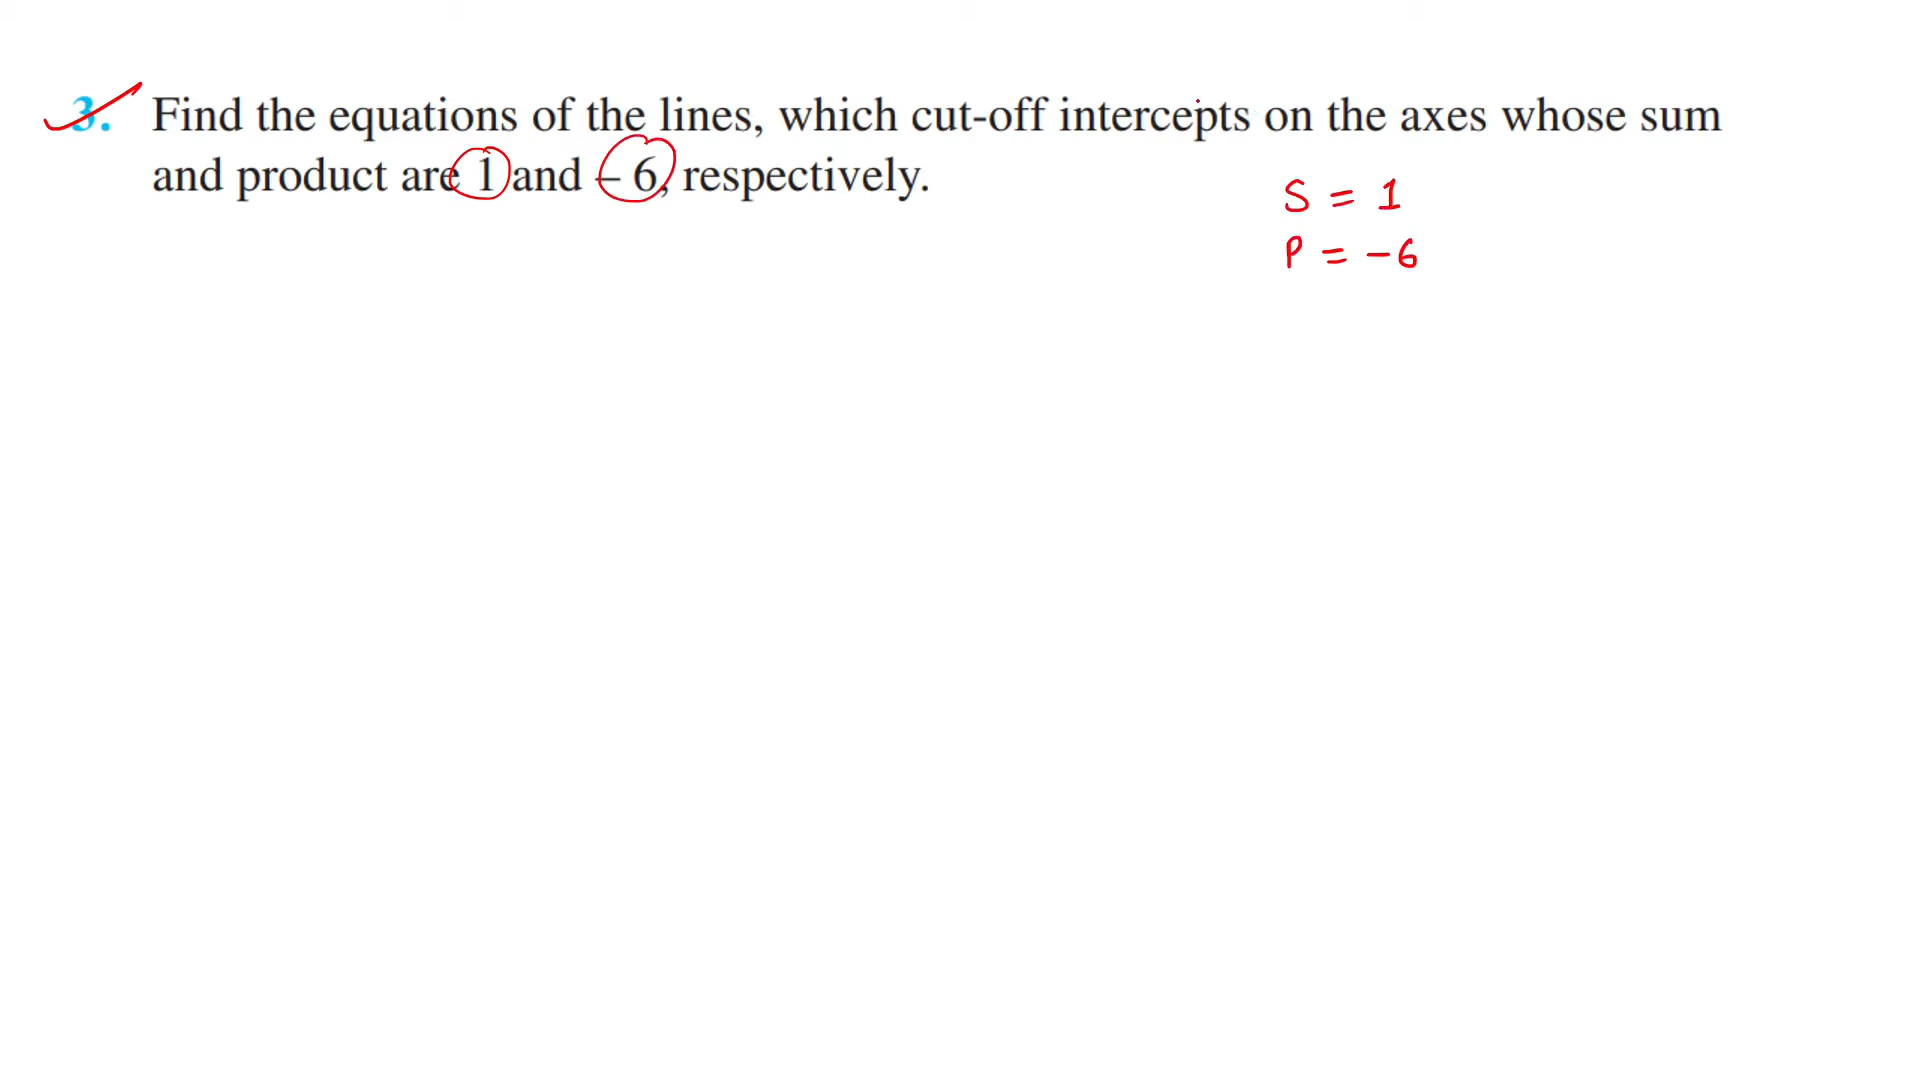 3. Find the equations of the lines, which cut-off intercepts on the axes whose sum
and product are 1 and – 6, respectively.
S = 1
P = -6